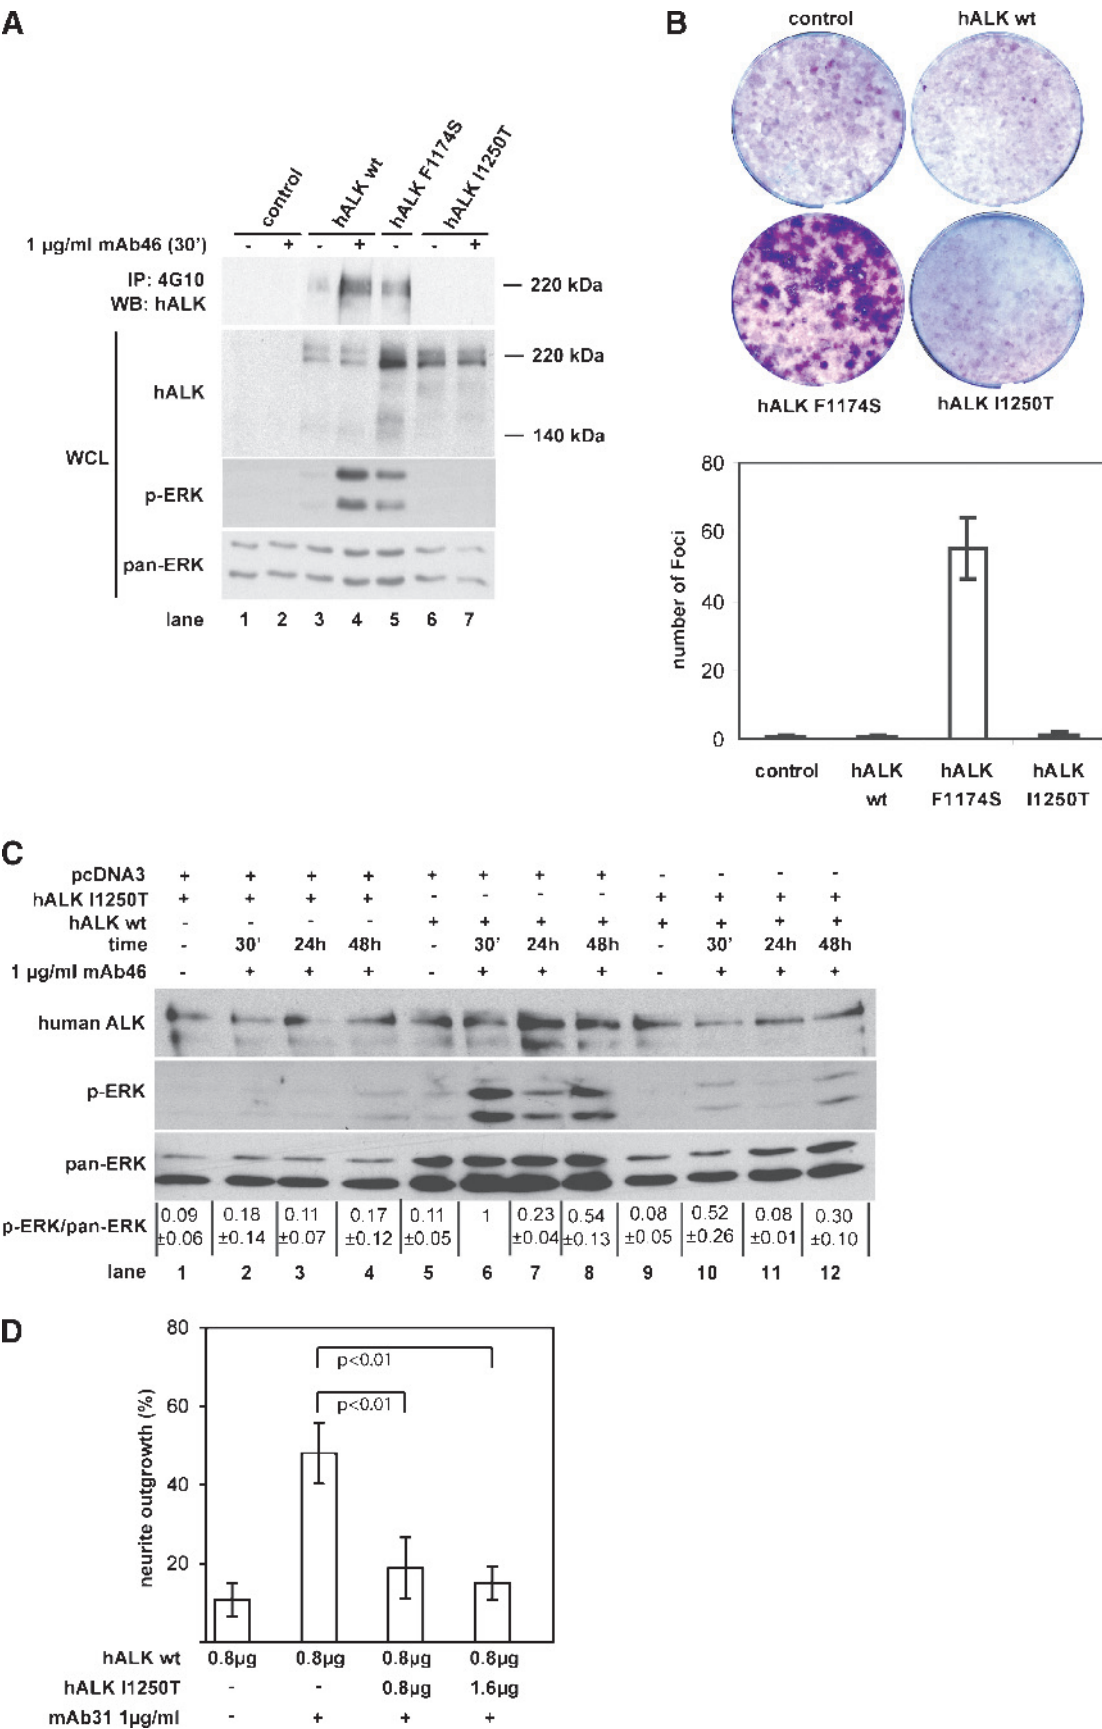 A
control
hALK wt
hALK F1174S
hALK I1250T
1 µg/ml mAb46 (30’) - + - + - - +
IP: 4G10
WB: hALK
220 kDa
220 kDa
hALK
140 kDa
WCL
p-ERK
pan-ERK
lane 1 2 3 4 5 6 7
B
control hALK wt
hALK F1174S hALK I1250T
80
60
40
20
0
number of Foci
control hALK hALK hALK
wt F1174S I1250T
C
pcDNA3 + + + + + + + + - - - -
hALK I1250T + + + + - - - - + + + +
hALK wt - - - - + + + + + + + +
time - 30’ 24h 48h - 30’ 24h 48h - 30’ 24h 48h
1 µg/ml mAb46 - + + + - + + + - + + +
human ALK
p-ERK
pan-ERK
p-ERK/pan-ERK 0.09 0.18 0.11 0.17 0.11 1 0.23 0.54 0.08 0.52 0.08 0.30
±0.06 ±0.14 ±0.07 ±0.12 ±0.05 ±0.04 ±0.13 ±0.05 ±0.26 ±0.01 ±0.10
lane 1 2 3 4 5 6 7 8 9 10 11 12
D
80
60
40
20
neurite outgrowth (%)
p<0.01
p<0.01
hALK wt 0.8µg 0.8µg 0.8µg 0.8µg
hALK I1250T - - 0.8µg 1.6µg
mAb31 1µg/ml - + + +